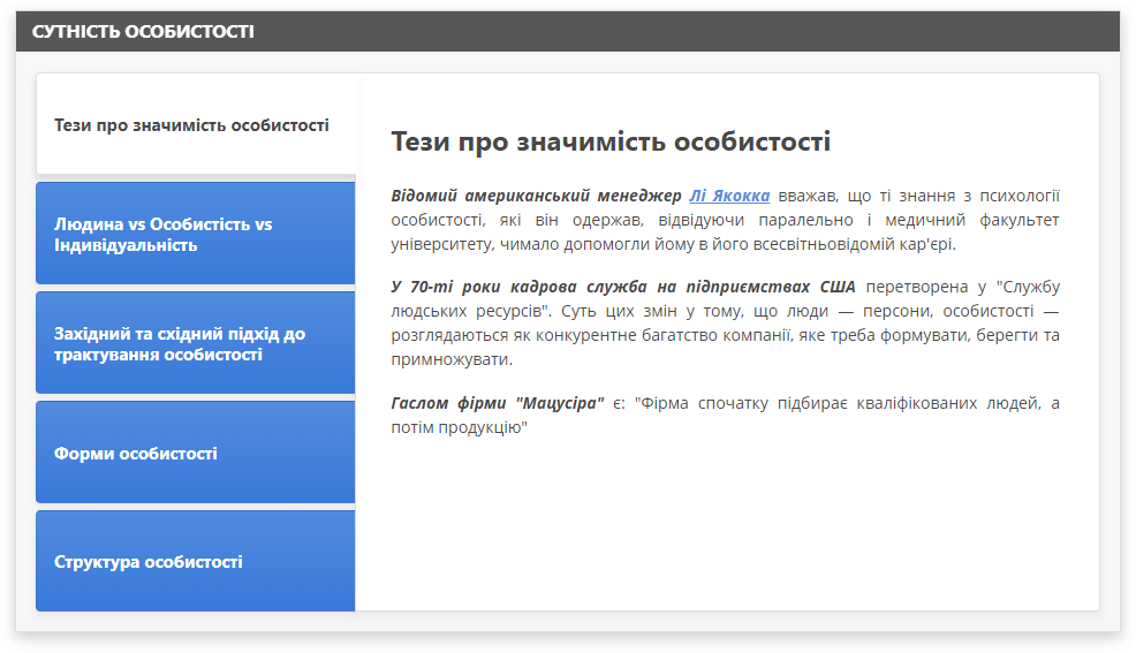 СУТНІСТЬ ОСОБИСТОСТІ
Тези про значимість особистості
Людина vs Особистість vs
Індивідуальність
Західний та східний підхід до
трактування особистості
Форми особистості
Структура особистості
Тези про значимість особистості
Відомий американський менеджер Лі Якокка вважав, що ті знання з психології
особистості, які він одержав, відвідуючи паралельно і медичний факультет
університету, чимало допомогли йому в його всесвітньовідомій кар'єрі.
У 70-ті роки кадрова служба на підприємствах США перетворена у "Службу
людських ресурсів". Суть цих змін у тому, що люди — персони, особистості —
розглядаються як конкурентне багатство компанії, яке треба формувати, берегти та
примножувати.
Гаслом фірми "Мацусіра" є: "Фірма спочатку підбирає кваліфікованих людей, а
потім продукцію"